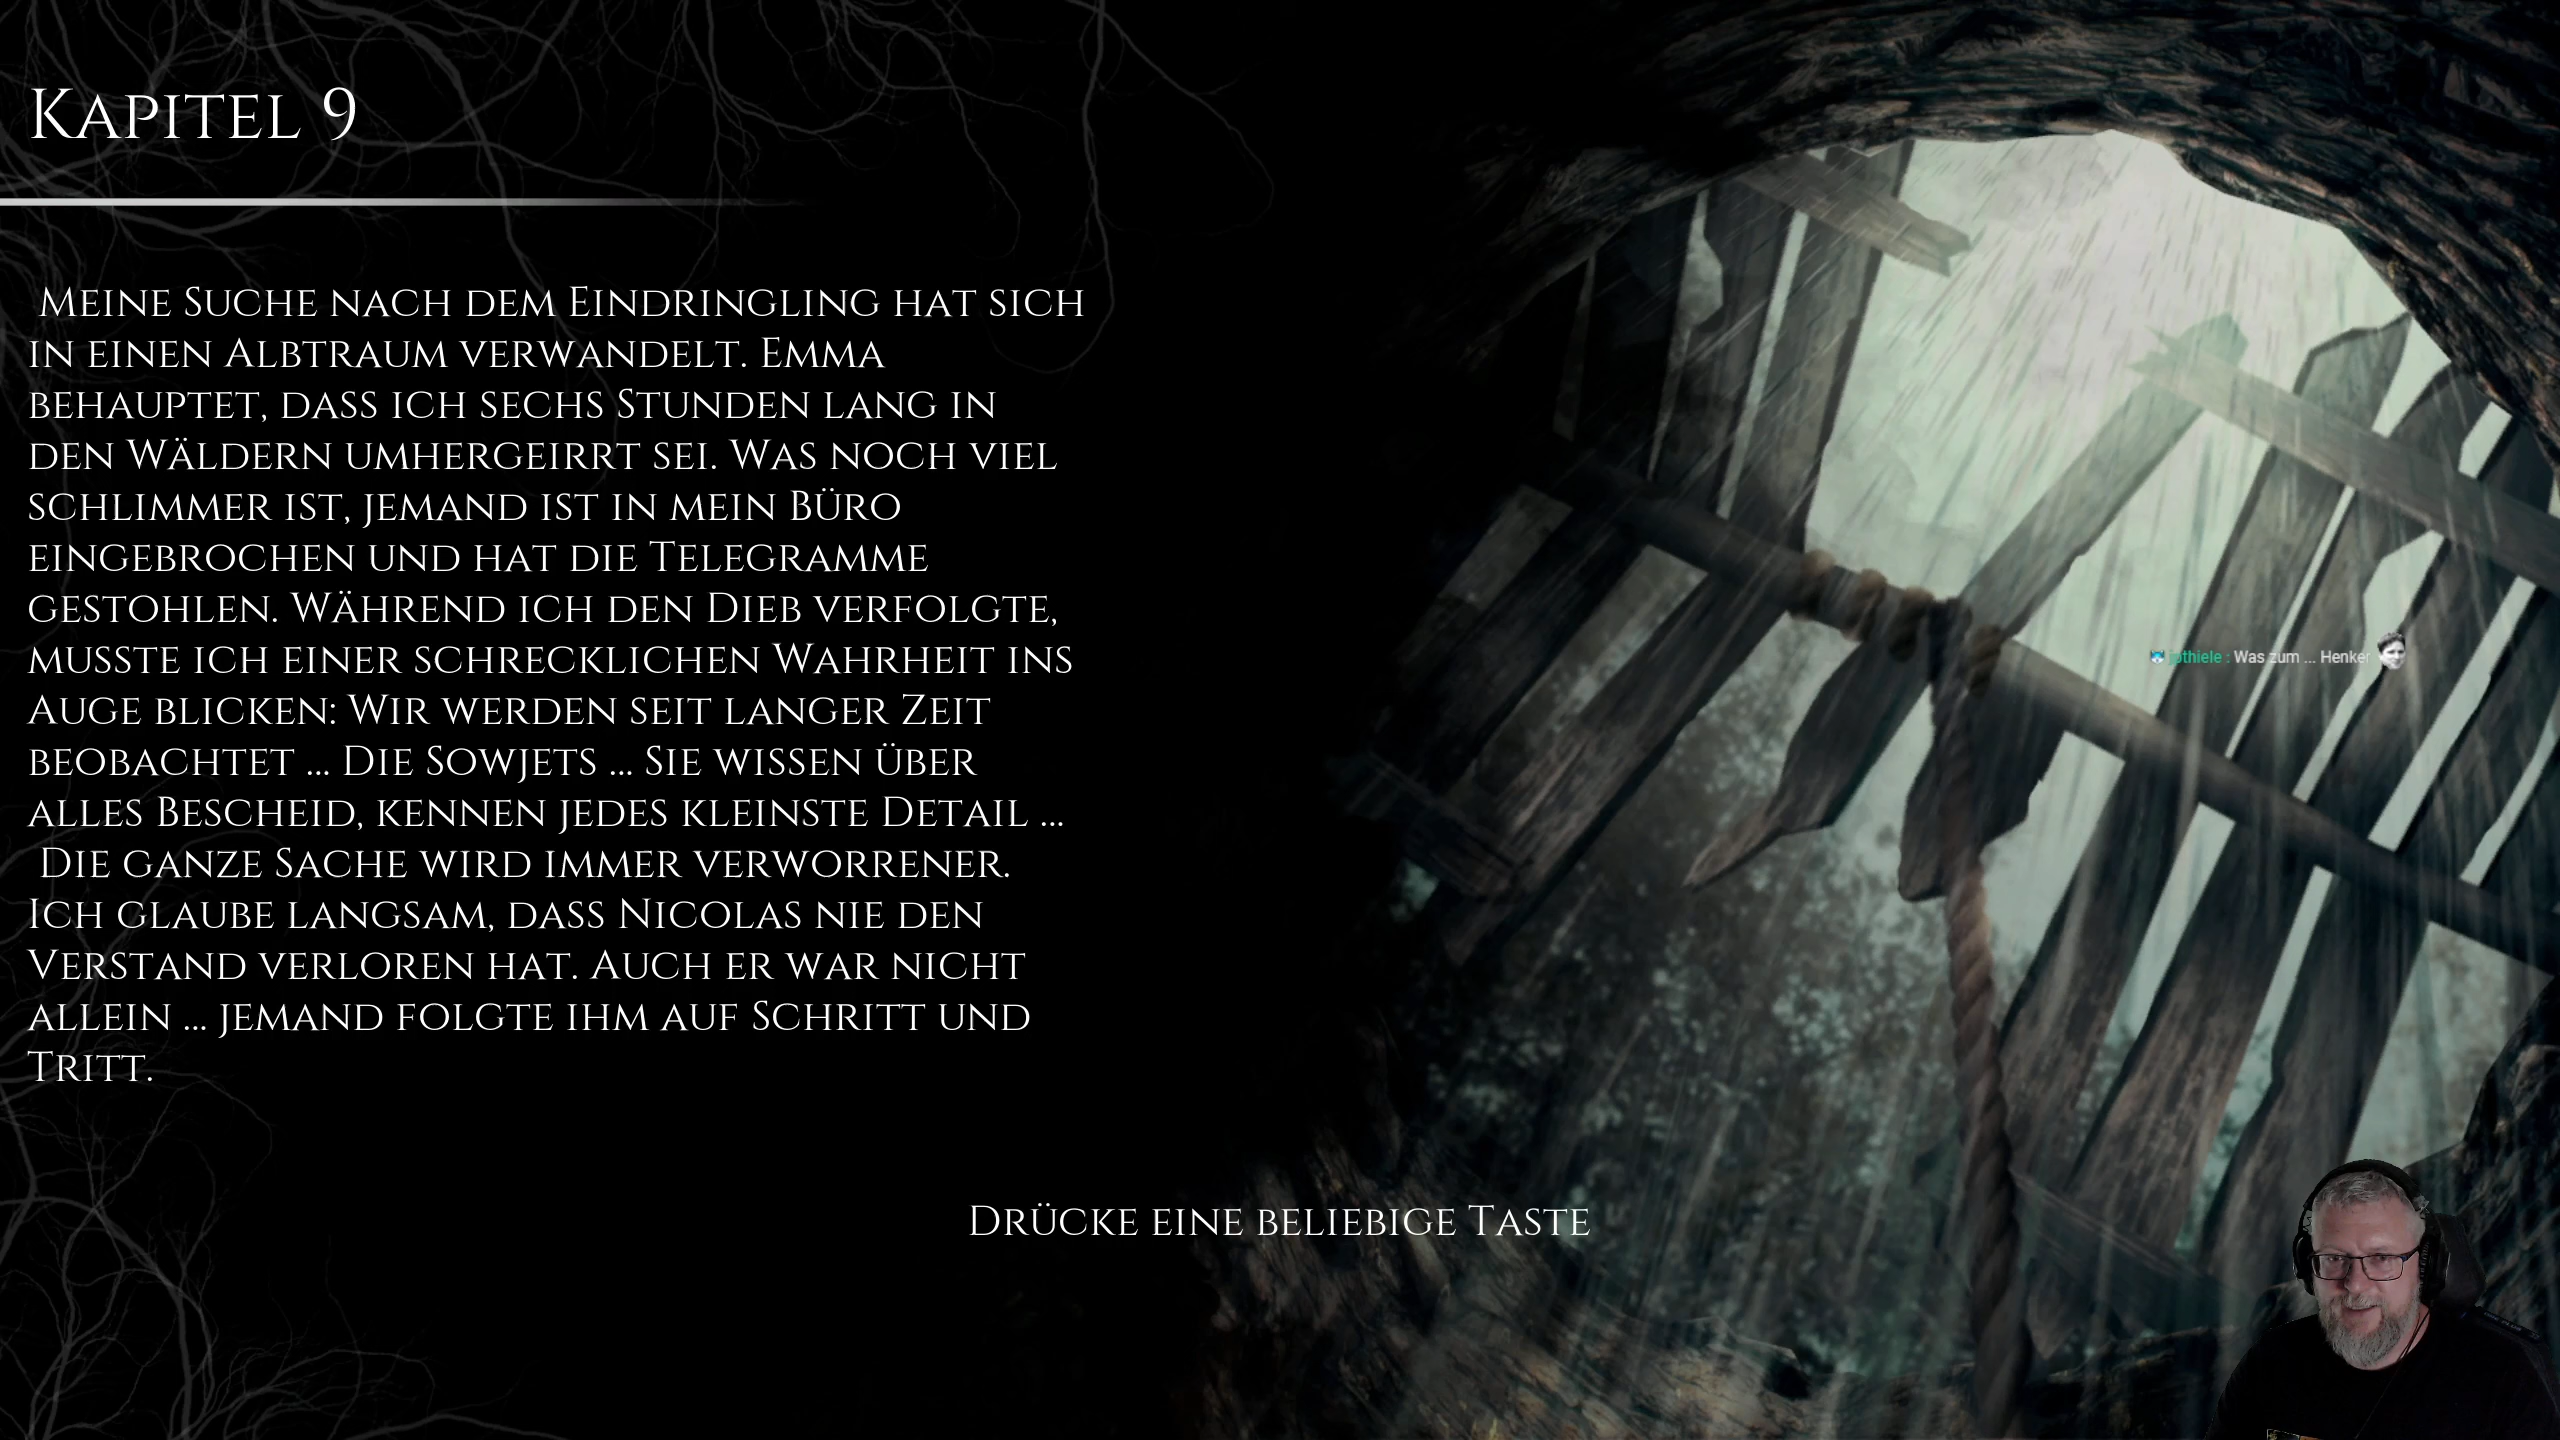 Kapitel 9
Meine Suche nach dem Eindringling hat sich
in einen Albtraum verwandelt. Emma
behauptet, dass ich sechs Stunden lang in
den Wäldern umhergeirrt sei. Was noch viel
schlimmer ist, jemand ist in mein Büro
eingebrochen und hat die Telegramme
gestohlen. Während ich den Dieb verfolgte,
musste ich einer schrecklichen Wahrheit ins
Auge blicken: Wir werden seit langer Zeit
beobachtet ... Die Sowjets ... Sie wissen über
alles Bescheid, kennen jedes kleinste Detail ...
Die ganze Sache wird immer verworrener.
Ich glaube langsam, dass Nicolas nie den
Verstand verloren hat. Auch er war nicht
allein ... jemand folgte ihm auf Schritt und
Tritt.
: Was zum ... Henker
Drücke eine beliebige Taste